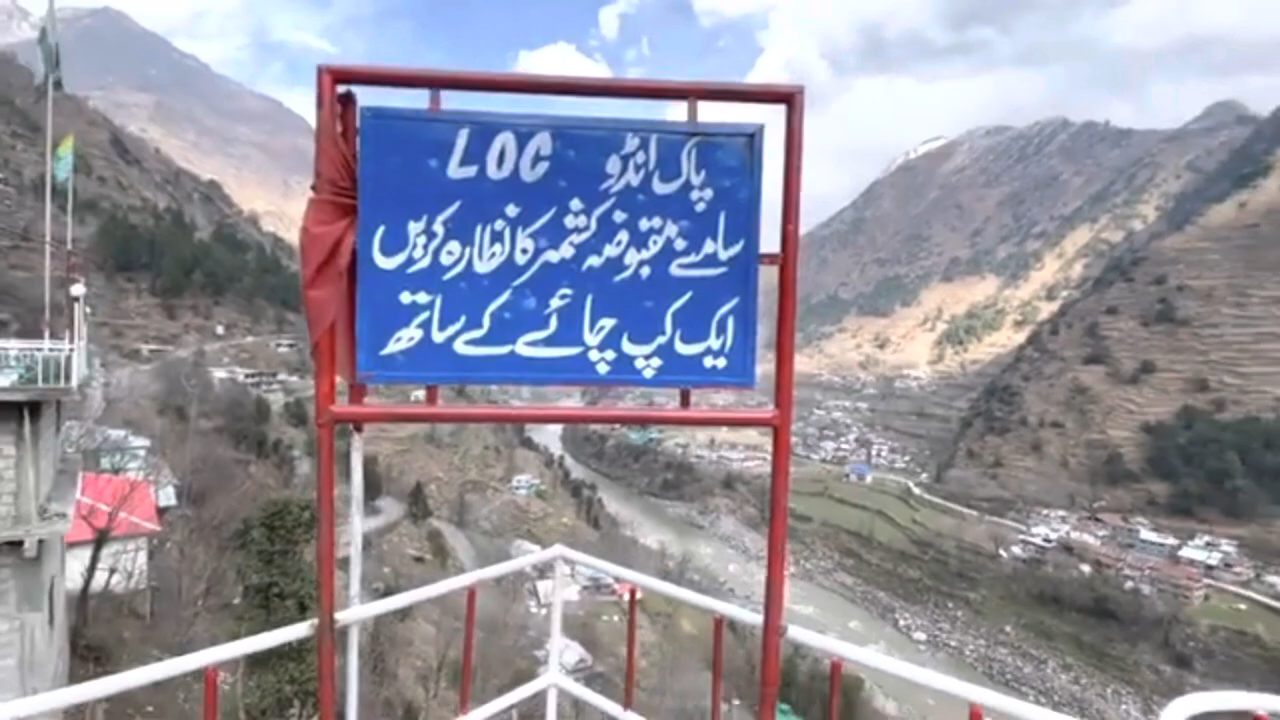 پاک انڈو LOC
سامنے مقبوضہ کشمیر کا نظارہ کریں
ایک کپ چائے کے ساتھ